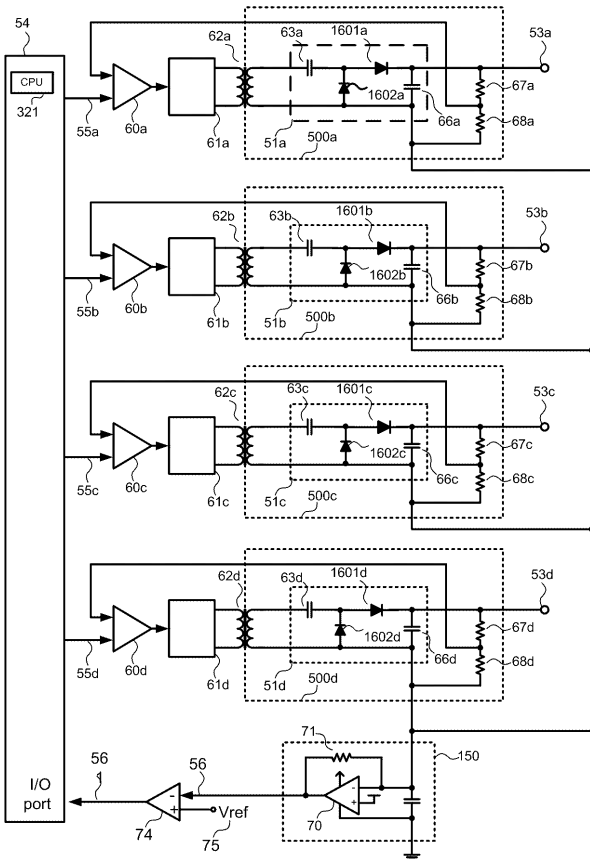 54
CPU
321
55a
60a
61a
62a
63a
1601a
1602a
51a
500a
66a
67a
68a
53a
55b
60b
61b
62b
63b
1601b
1602b
51b
500b
66b
67b
68b
53b
55c
60c
61c
62c
63c
1601c
1602c
51c
500c
66c
67c
68c
53c
55d
60d
61d
62d
63d
1601d
1602d
51d
500d
66d
67d
68d
53d
I/O
port
56
56
74
- +
Vref
75
71
70
- +
150